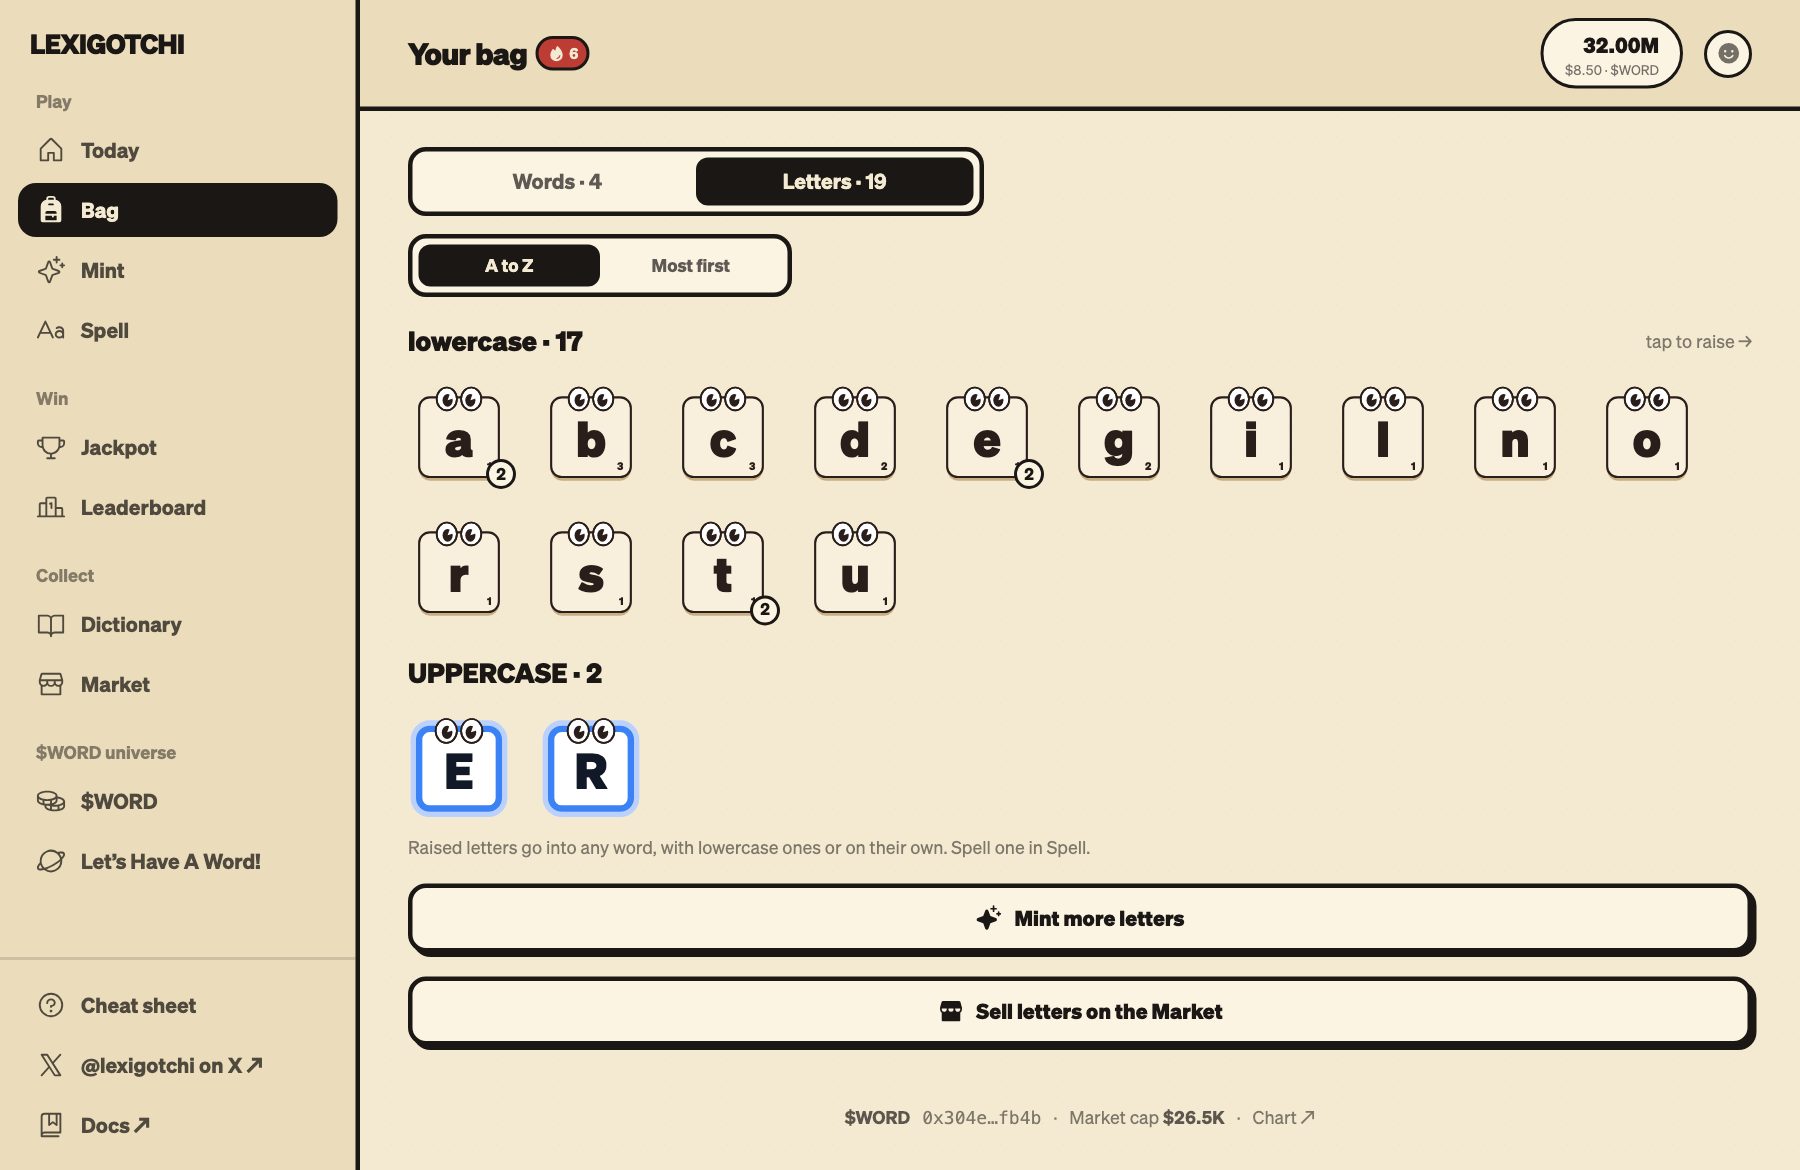 LEXIGOTCHI
Play
Today
Bag
Mint
Spell
Win
Jackpot
Leaderboard
Collect
Dictionary
Market
$WORD universe
$WORD
Let's Have A Word!
Cheat sheet
@lexigotchi on X ↗
Docs ↗
Your bag 6
32.00M
$8.50 · $WORD
Words · 4 Letters · 19
A to Z Most first
lowercase · 17 tap to raise →
a 2 b 3 c 3 d 2 e 2 g 2 i 1 l 1 n 1 o 1
r 1 s 1 t 2 u 1
UPPERCASE · 2
E R
Raised letters go into any word, with lowercase ones or on their own. Spell one in Spell.
Mint more letters
Sell letters on the Market
$WORD 0x304e…fb4b · Market cap $26.5K · Chart ↗